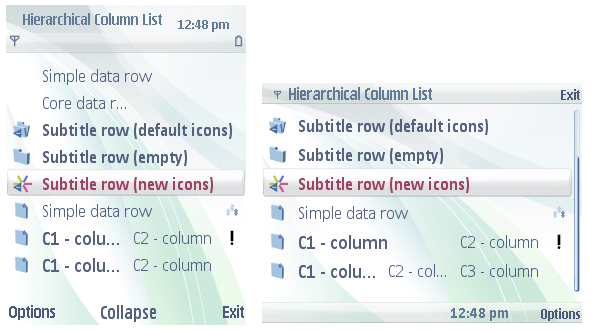 Hierarchical Column List
12:48 pm
Simple data row
Core data r...
Subtitle row (default icons)
Subtitle row (empty)
Subtitle row (new icons)
Simple data row
C1 - colu... C2 - column !
C1 - colu... C2 - column
Options Collapse Exit
Hierarchical Column List Exit
Subtitle row (default icons)
Subtitle row (empty)
Subtitle row (new icons)
Simple data row
C1 - column C2 - column !
C1 - colu... C2 - col... C3 - column
12:48 pm Options